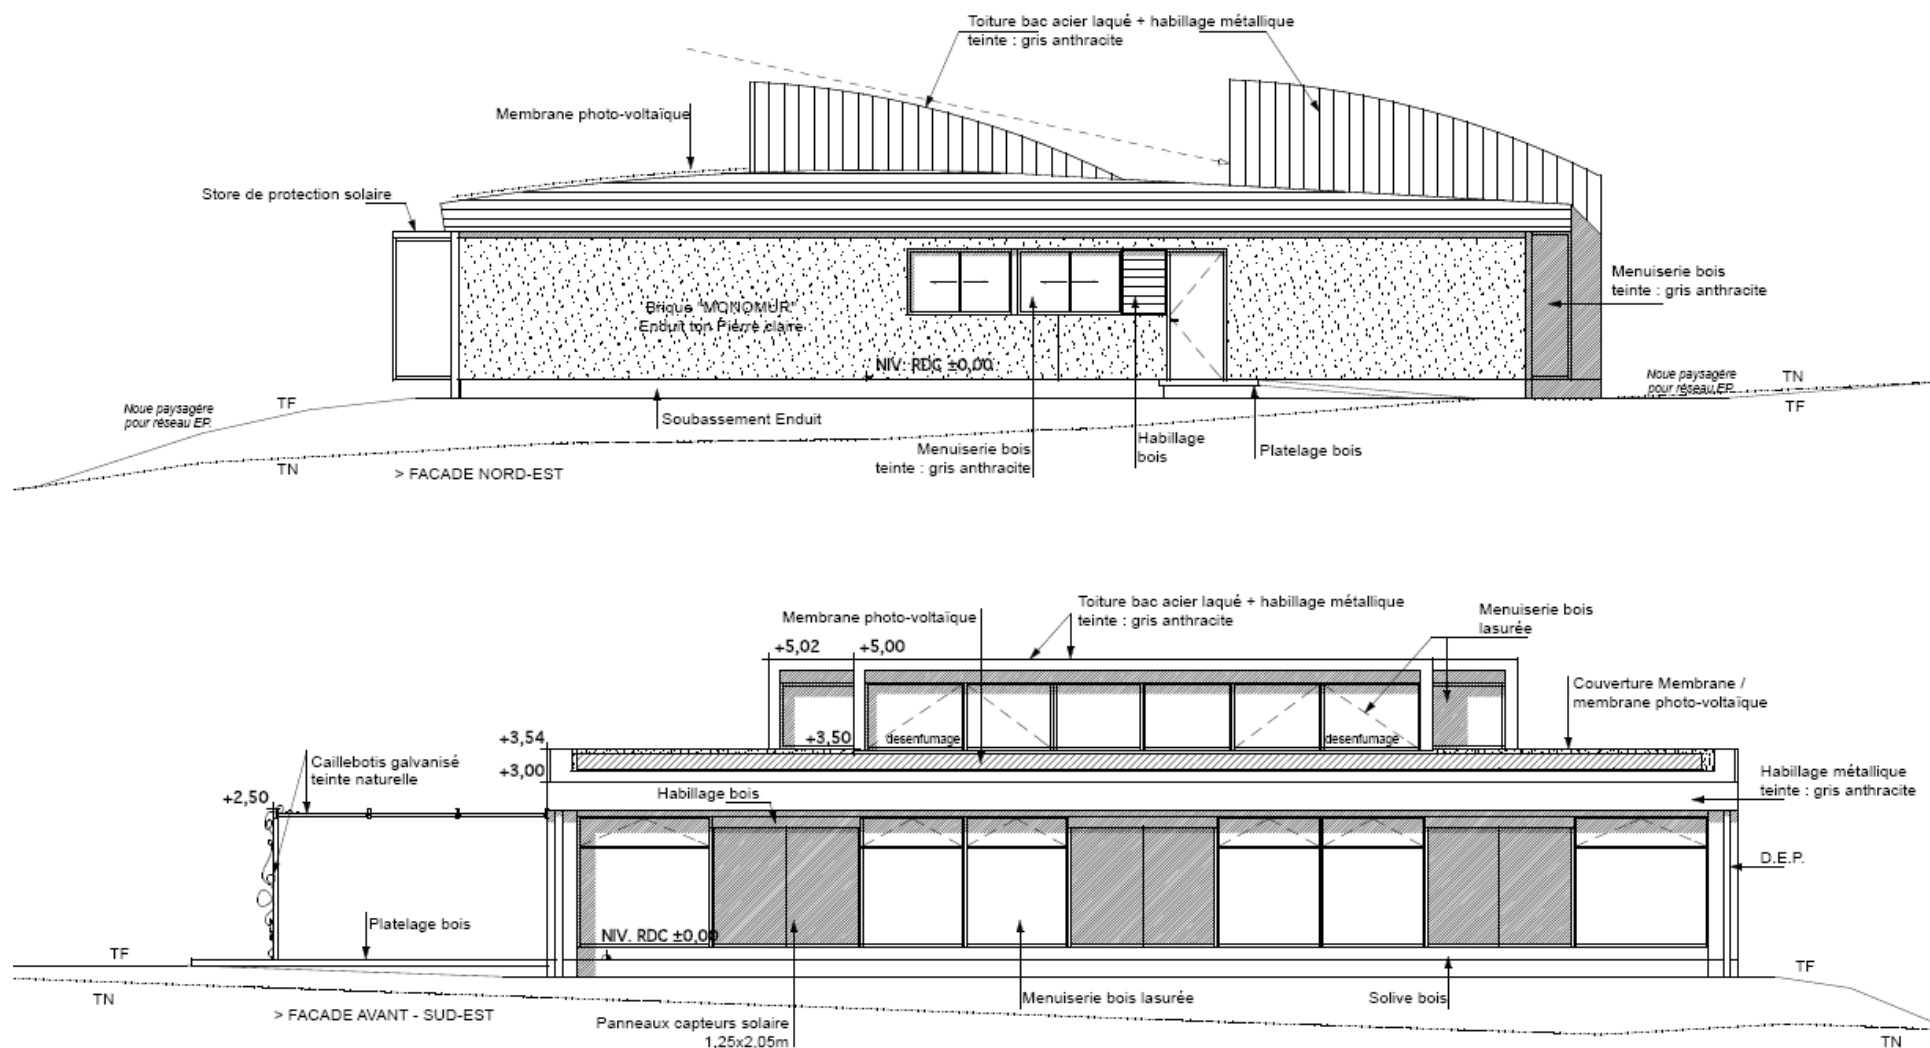 Toiture bac acier laqué + habillage métallique
teinte : gris anthracite
Membrane photo-voltaïque
Store de protection solaire
Menuiserie bois
teinte : gris anthracite
Brique "MONOMUR"
Enduit ton Pierre claire
NIV. RDC ±0,00
Noue paysagère
pour réseau EP.
TN
TF
Noue paysagère
pour réseau EP.
TF
Soubassement Enduit
Menuiserie bois
teinte : gris anthracite
Habillage
bois
Platelage bois
TN
> FACADE NORD-EST
Toiture bac acier laqué + habillage métallique
teinte : gris anthracite
Membrane photo-voltaïque
Menuiserie bois
lasurée
+5,02
+5,00
Couverture Membrane /
membrane photo-voltaïque
+3,54
+3,50
desenfumage
desenfumage
Caillebotis galvanisé
teinte naturelle
+3,00
Habillage métallique
teinte : gris anthracite
+2,50
Habillage bois
D.E.P.
Platelage bois
NIV. RDC ±0,00
TF
TF
TN
Menuiserie bois lasurée
Solive bois
> FACADE AVANT - SUD-EST
Panneaux capteurs solaire
1,25x2,05m
TN